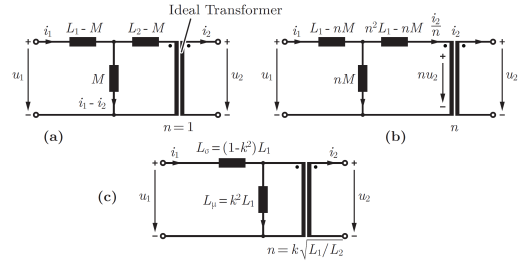 Ideal Transformer
i₁ L₁ - M L₂ - M i₂
+ + 
u₁ M u₂
i₁ - i₂
- -
(a) n = 1
i₁ L₁ - nM n²L₁ - nM i₂/n i₂
+ + +
u₁ nM nu₂ u₂
- - -
(b) n
i₁ Lσ = (1-k²)L₁ i₂
+ +
(c) u₁ Lμ = k²L₁ u₂
- -
n = k√L₁/L₂